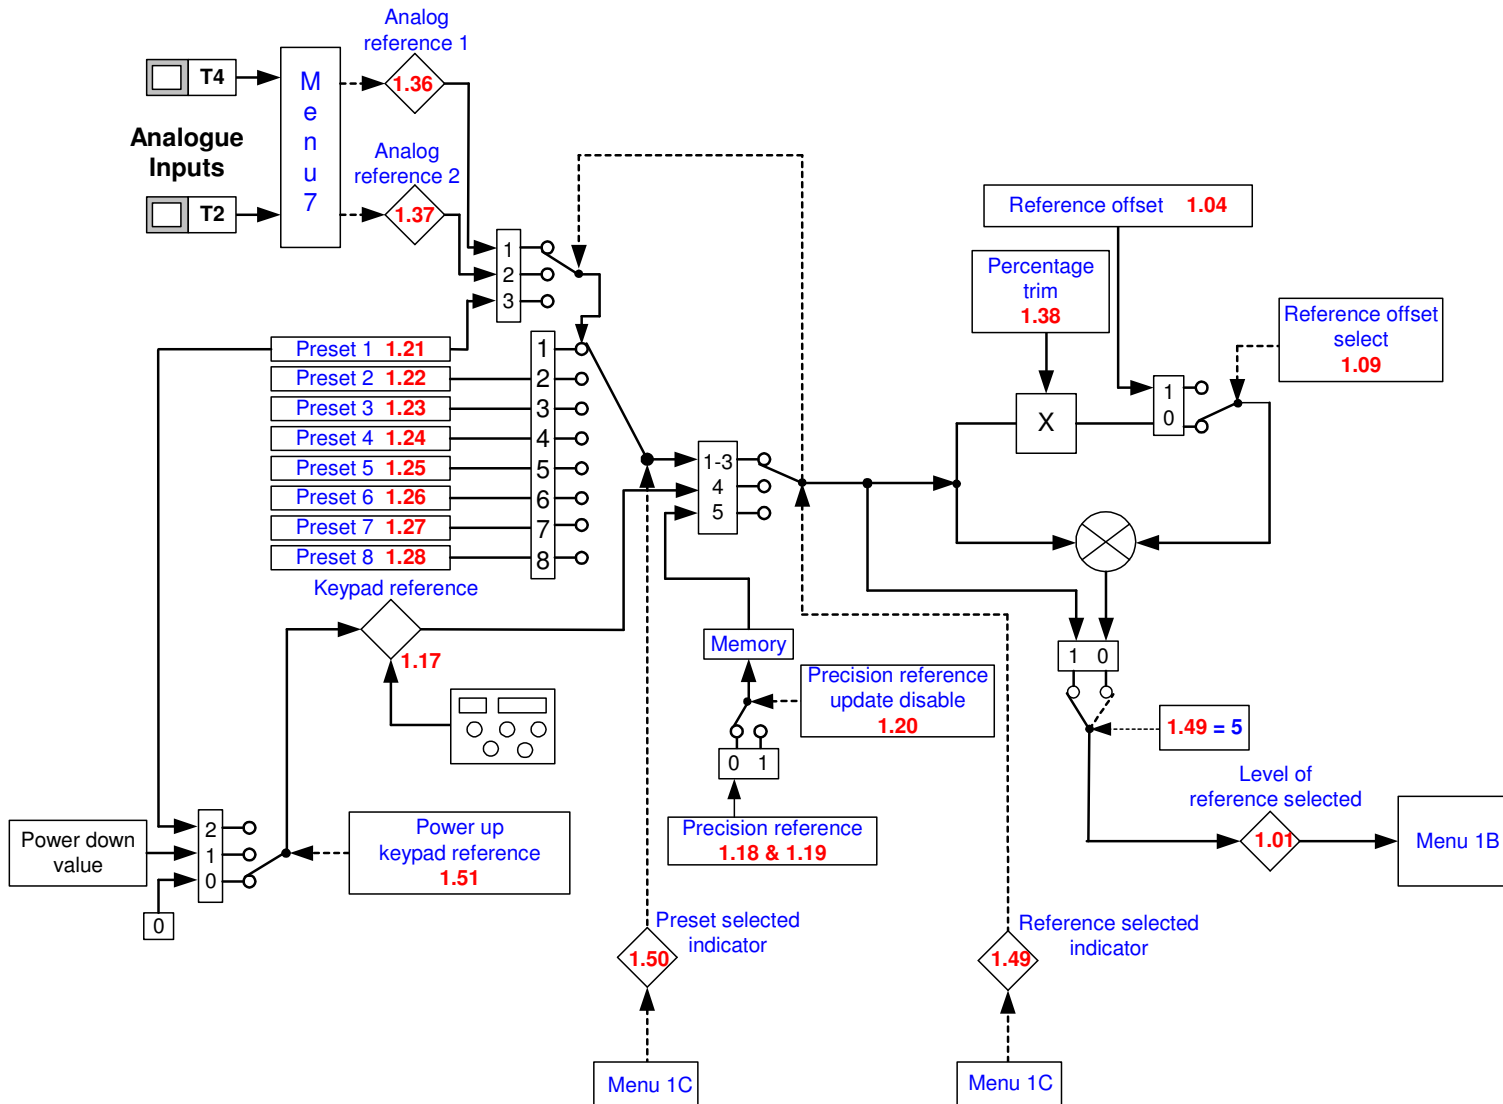 Analog
reference 1
T4
1.36
M
e
n
u
7
Analogue
Inputs
Analog
reference 2
T2
1.37
1
2
3
Reference offset 1.04
Percentage
trim
1.38
Reference offset
select
1.09
1
0
X
Preset 1 1.21
Preset 2 1.22
Preset 3 1.23
Preset 4 1.24
Preset 5 1.25
Preset 6 1.26
Preset 7 1.27
Preset 8 1.28
1
2
3
4
5
6
7
8
1-3
4
5
Keypad reference
1.17
Memory
Precision reference
update disable
1.20
0 1
Precision reference
1.18 & 1.19
1 0
1.49 = 5
Level of
reference selected
1.01
Menu 1B
Power down
value
2
1
0
0
Power up
keypad reference
1.51
Preset selected
indicator
1.50
Reference selected
indicator
1.49
Menu 1C
Menu 1C